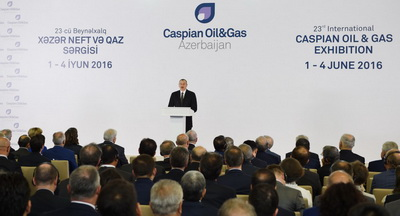 Caspian Oil&Gas
Azerbaijan
23 cü Beynəlxalq
XƏZƏR NEFT VƏ QAZ
SƏRGİSİ
1 - 4 İYUN 2016
23rd International
CASPIAN OIL & GAS
EXHIBITION
1 - 4 JUNE 2016